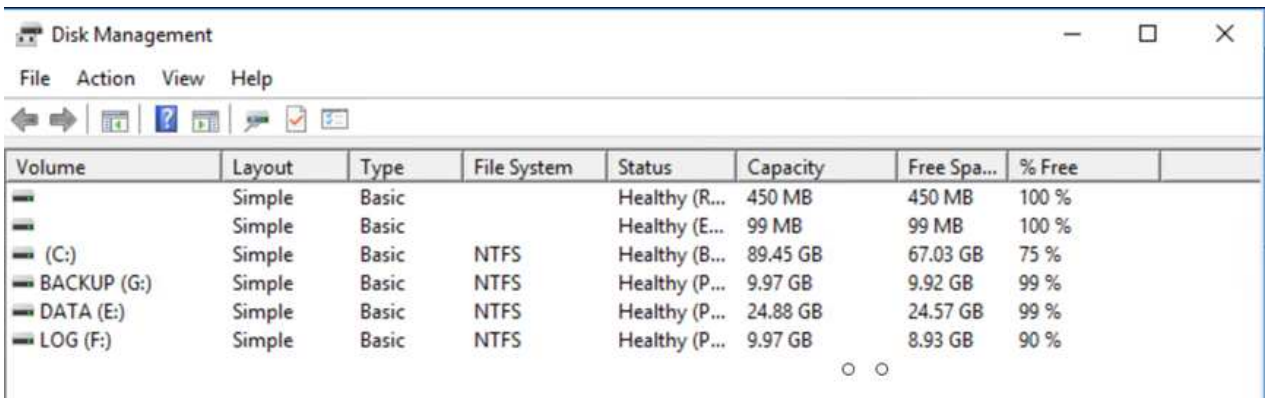 Disk Management
File Action View Help
Volume Layout Type File System Status Capacity Free Spa... % Free
Simple Basic Healthy (R... 450 MB 450 MB 100 %
Simple Basic Healthy (E... 99 MB 99 MB 100 %
(C:) Simple Basic NTFS Healthy (B... 89.45 GB 67.03 GB 75 %
BACKUP (G:) Simple Basic NTFS Healthy (P... 9.97 GB 9.92 GB 99 %
DATA (E:) Simple Basic NTFS Healthy (P... 24.88 GB 24.57 GB 99 %
LOG (F:) Simple Basic NTFS Healthy (P... 9.97 GB 8.93 GB 90 %